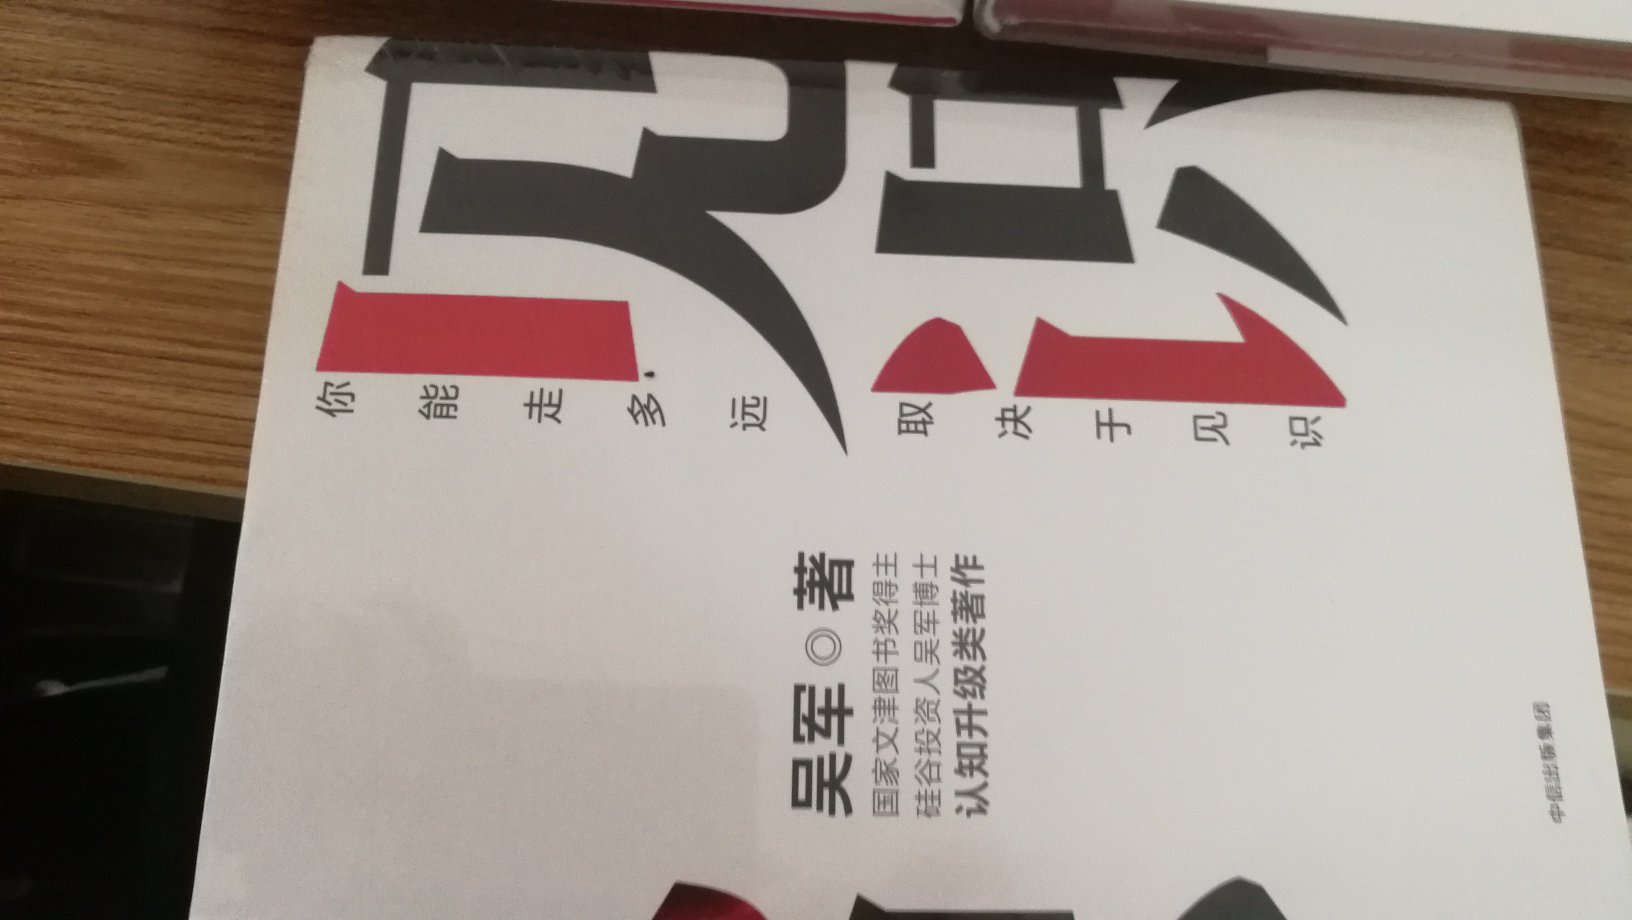 见识
你能走多远
取决于见识
吴军◎著
国家文津图书奖得主
硅谷投资人吴军博士
认知升级类著作
中信出版集团